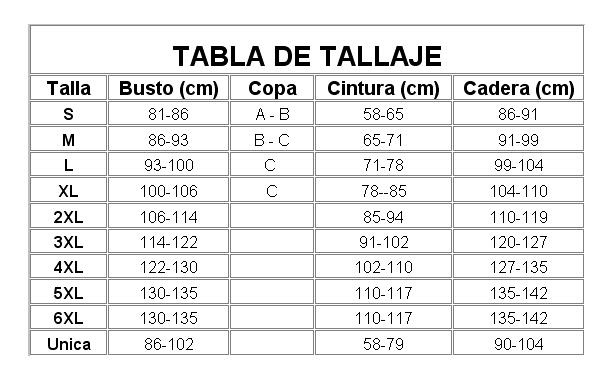 TABLA DE TALLAJE
Talla Busto (cm) Copa Cintura (cm) Cadera (cm)
S 81-86 A - B 58-65 86-91
M 86-93 B - C 65-71 91-99
L 93-100 C 71-78 99-104
XL 100-106 C 78--85 104-110
2XL 106-114 85-94 110-119
3XL 114-122 91-102 120-127
4XL 122-130 102-110 127-135
5XL 130-135 110-117 135-142
6XL 130-135 110-117 135-142
Unica 86-102 58-79 90-104